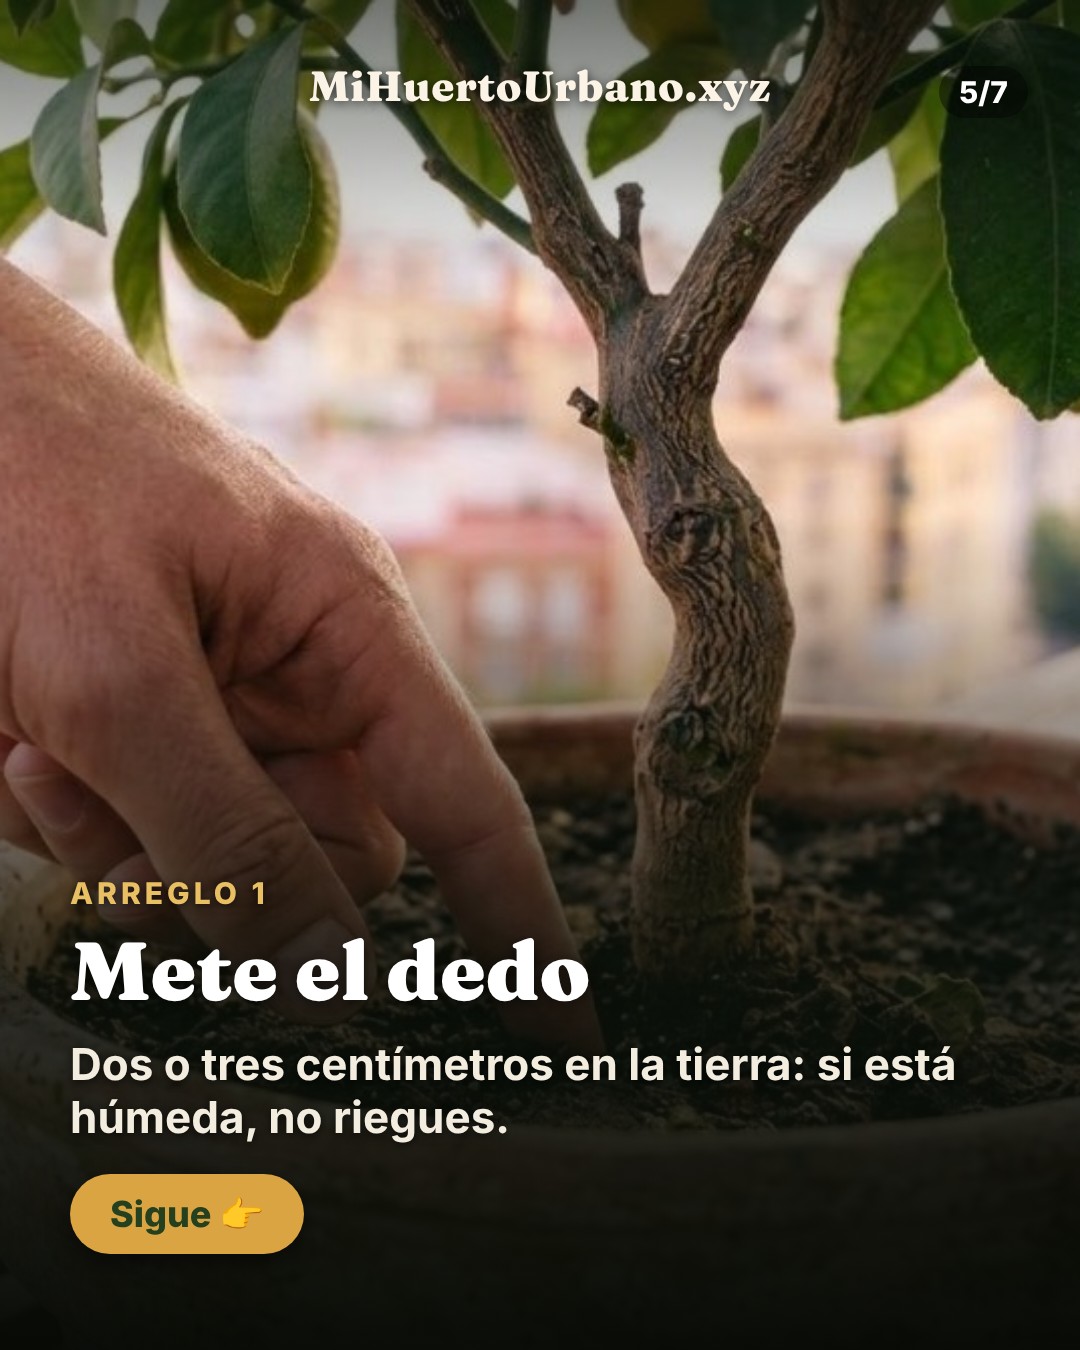 MiHuertoUrbano.xyz
5/7
ARREGLO 1
Mete el dedo
Dos o tres centímetros en la tierra: si está
húmeda, no riegues.
Sigue 👉